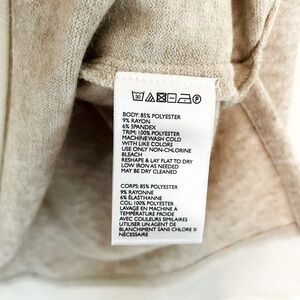 BODY: 85% POLYESTER
9% RAYON
6% SPANDEX
TRIM: 100% POLYESTER
MACHINE WASH COLD
WITH LIKE COLORS
USE ONLY NON-CHLORINE
BLEACH
RESHAPE & LAY FLAT TO DRY
LOW IRON AS NEEDED
MAY BE DRY CLEANED
CORPS: 85% POLYESTER
9% RAYONNE
6% ÉLASTHANNE
COL: 100% POLYESTER
LAVAGE EN MACHINE À
TEMPÉRATURE FROIDE
AVEC COULEURS SIMILAIRES
UTILISER UN AGENT DE
BLANCHIMENT SANS CHLORE SI
NÉCESSAIRE